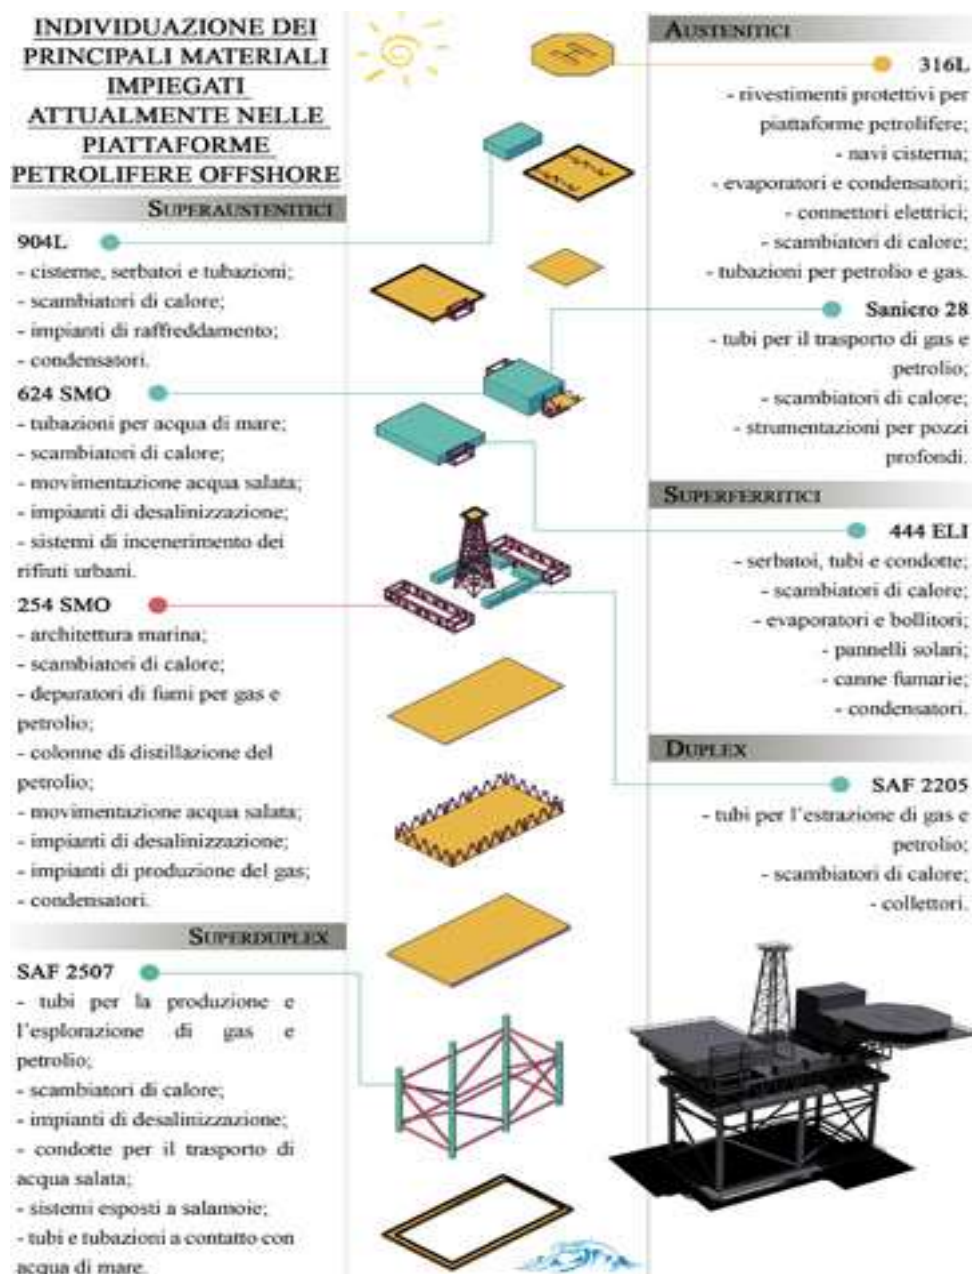 INDIVIDUAZIONE DEI
PRINCIPALI MATERIALI
IMPIEGATI
ATTUALMENTE NELLE
PIATTAFORME
PETROLIFERE OFFSHORE
SUPERAUSTENITICI
904L
- cisterne, serbatoi e tubazioni;
- scambiatori di calore;
- impianti di raffreddamento;
- condensatori.
624 SMO
- tubazioni per acqua di mare;
- scambiatori di calore;
- movimentazione acqua salata;
- impianti di desalinizzazione;
- sistemi di incenerimento dei
rifiuti urbani.
254 SMO
- architettura marina;
- scambiatori di calore;
- depuratori di fumi per gas e
petrolio;
- colonne di distillazione del
petrolio;
- movimentazione acqua salata;
- impianti di desalinizzazione;
- impianti di produzione del gas;
- condensatori.
SUPERDUPLEX
SAF 2507
- tubi per la produzione e
l'esplorazione di gas e
petrolio;
- scambiatori di calore;
- impianti di desalinizzazione;
- condotte per il trasporto di
acqua salata;
- sistemi esposti a salamoie;
- tubi e tubazioni a contatto con
acqua di mare.
H
AUSTENITICI
316L
- rivestimenti protettivi per
piattaforme petrolifere;
- navi cisterna;
- evaporatori e condensatori;
- connettori elettrici;
- scambiatori di calore;
- tubazioni per petrolio e gas.
Sanicro 28
- tubi per il trasporto di gas e
petrolio;
- scambiatori di calore;
- strumentazioni per pozzi
profondi.
SUPERFERRITICI
444 ELI
- serbatoi, tubi e condotte;
- scambiatori di calore;
- evaporatori e bollitori;
- pannelli solari;
- canne fumarie;
- condensatori.
DUPLEX
SAF 2205
- tubi per l'estrazione di gas e
petrolio;
- scambiatori di calore;
- collettori.